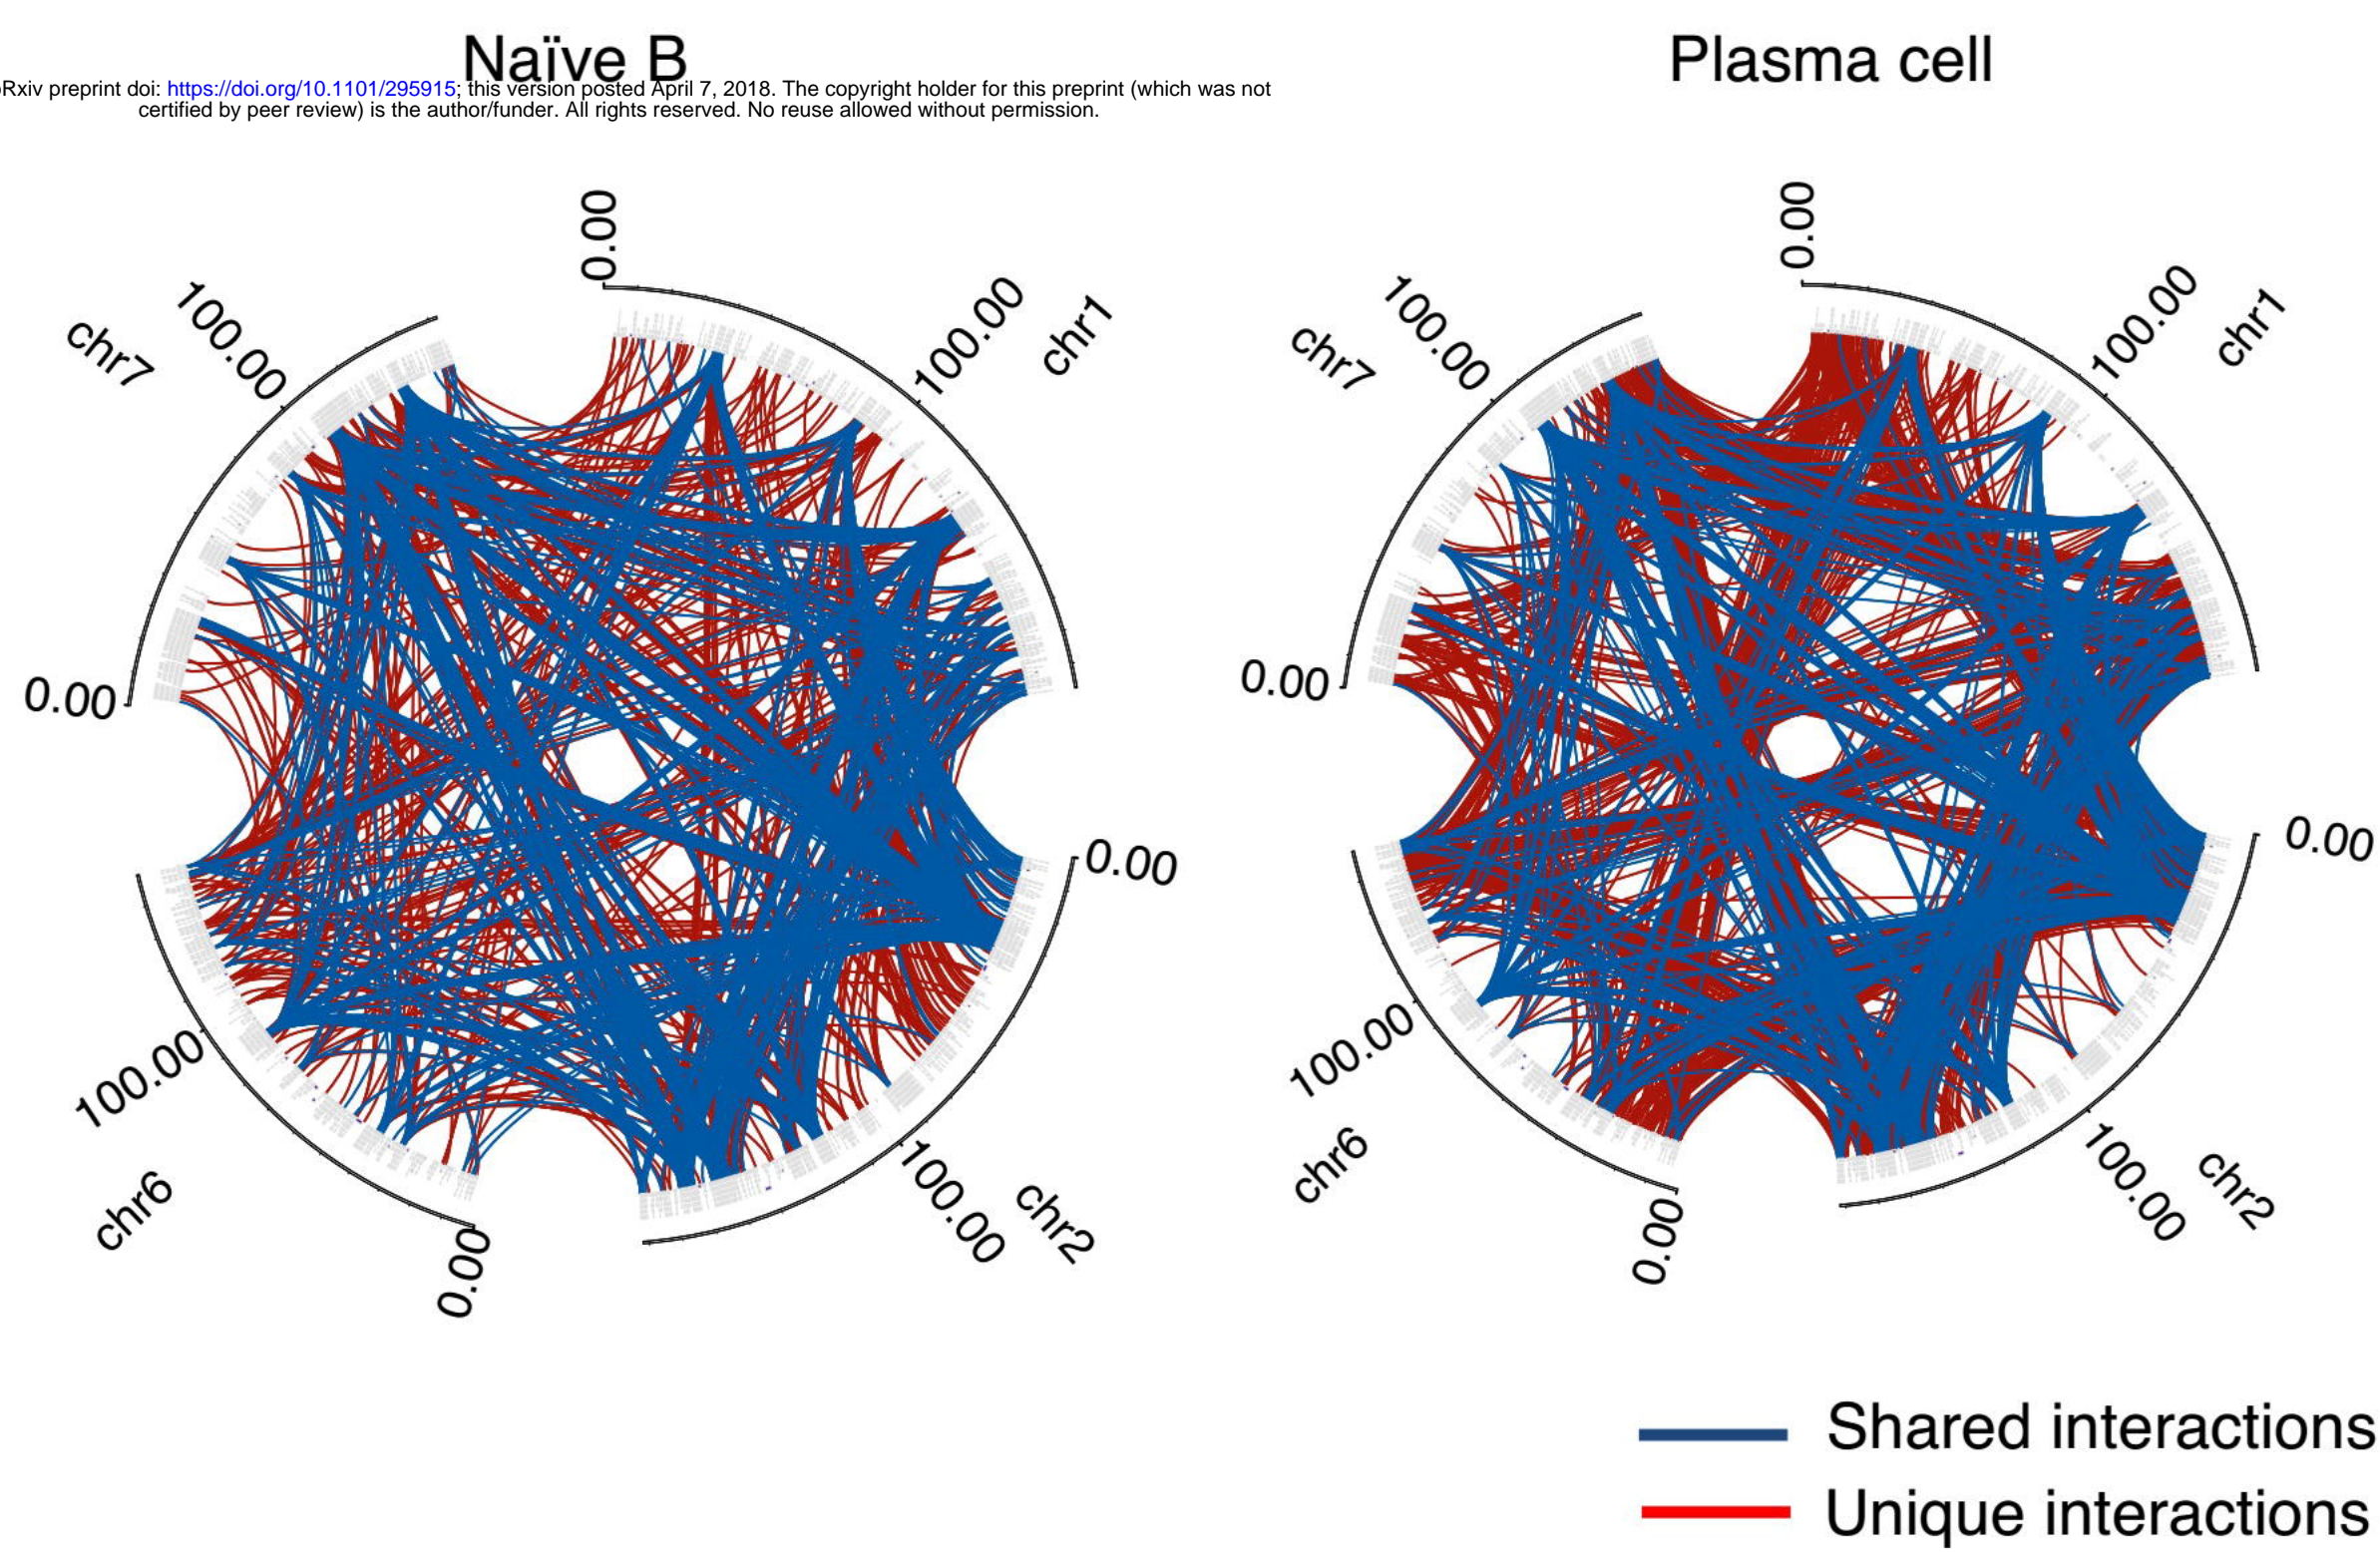 Naïve B
Plasma cell
Rxiv preprint doi: https://doi.org/10.1101/295915; this version posted April 7, 2018. The copyright holder for this preprint (which was not
certified by peer review) is the author/funder. All rights reserved. No reuse allowed without permission.
0.00
100.00
chr1
0.00
100.00
chr2
0.00
100.00
chr6
0.00
100.00
chr7
0.00
100.00
chr1
0.00
100.00
chr2
0.00
100.00
chr6
0.00
100.00
chr7
Shared interactions
Unique interactions